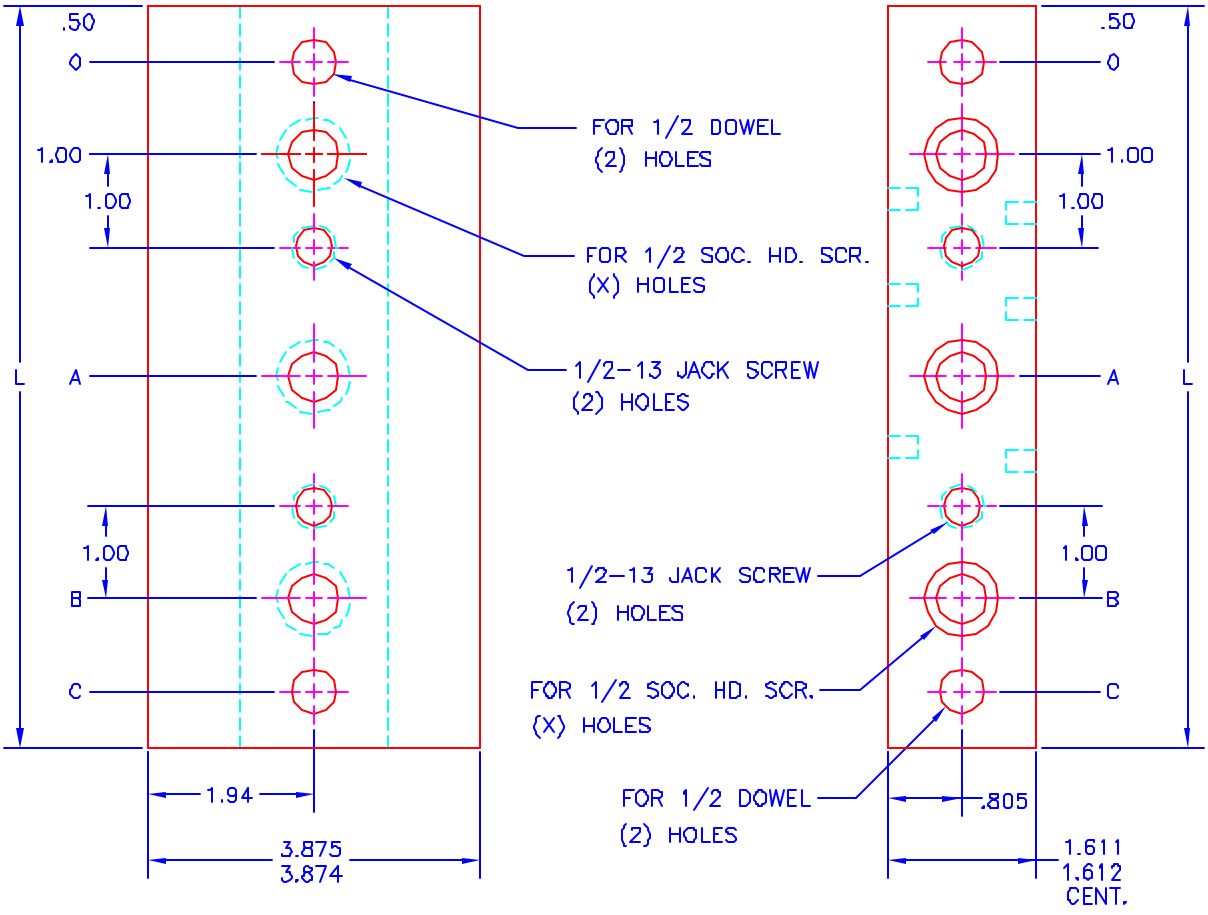 .50
.50
0
0
FOR 1/2 DOWEL
(2) HOLES
1.00
1.00
1.00
1.00
FOR 1/2 SOC. HD. SCR.
(X) HOLES
1/2-13 JACK SCREW
(2) HOLES
L
A
A
L
1.00
1.00
1/2-13 JACK SCREW
(2) HOLES
B
B
FOR 1/2 SOC. HD. SCR.
(X) HOLES
C
C
1.94
FOR 1/2 DOWEL
(2) HOLES
.805
3.875
3.874
1.611
1.612
CENT.